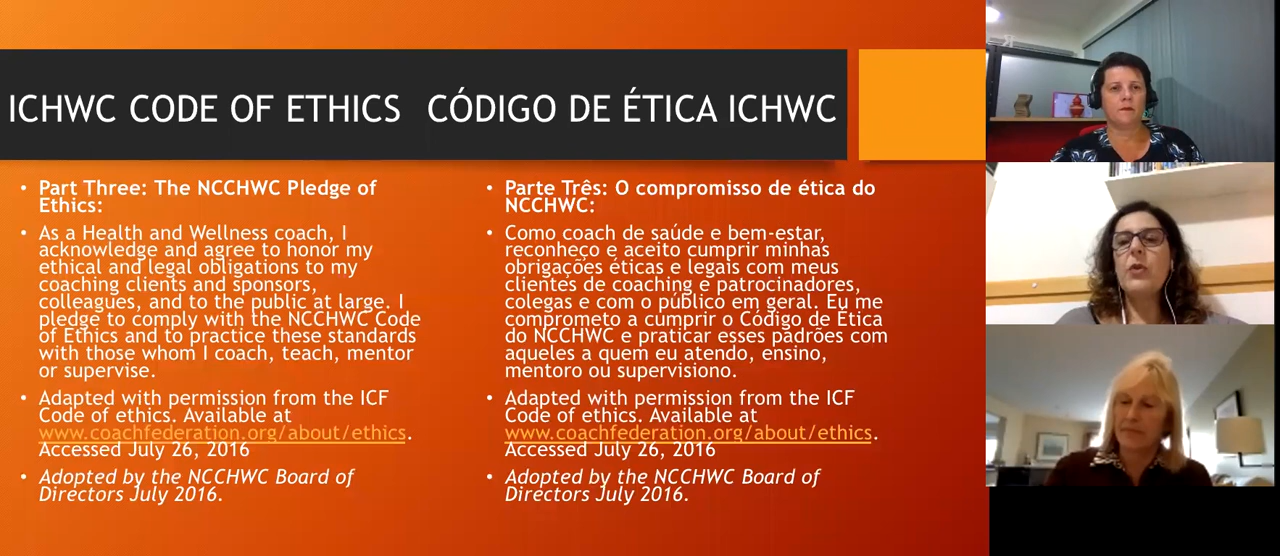 ICHWC CODE OF ETHICS CÓDIGO DE ÉTICA ICHWC
• Part Three: The NCCHWC Pledge of
Ethics:
• As a Health and Wellness coach, I
acknowledge and agree to honor my
ethical and legal obligations to my
coaching clients and sponsors,
colleagues, and to the public at large. I
pledge to comply with the NCCHWC Code
of Ethics and to practice these standards
with those whom I coach, teach, mentor
or supervise.
• Adapted with permission from the ICF
Code of ethics. Available at
www.coachfederation.org/about/ethics.
Accessed July 26, 2016
• Adopted by the NCCHWC Board of
Directors July 2016.
• Parte Três: O compromisso de ética do
NCCHWC:
• Como coach de saúde e bem-estar,
reconheço e aceito cumprir minhas
obrigações éticas e legais com meus
clientes de coaching e patrocinadores,
colegas e com o público em geral. Eu me
comprometo a cumprir o Código de Ética
do NCCHWC e praticar esses padrões com
aqueles a quem eu atendo, ensino,
mentoro ou supervisiono.
• Adapted with permission from the ICF
Code of ethics. Available at
www.coachfederation.org/about/ethics.
Accessed July 26, 2016
• Adopted by the NCCHWC Board of
Directors July 2016.